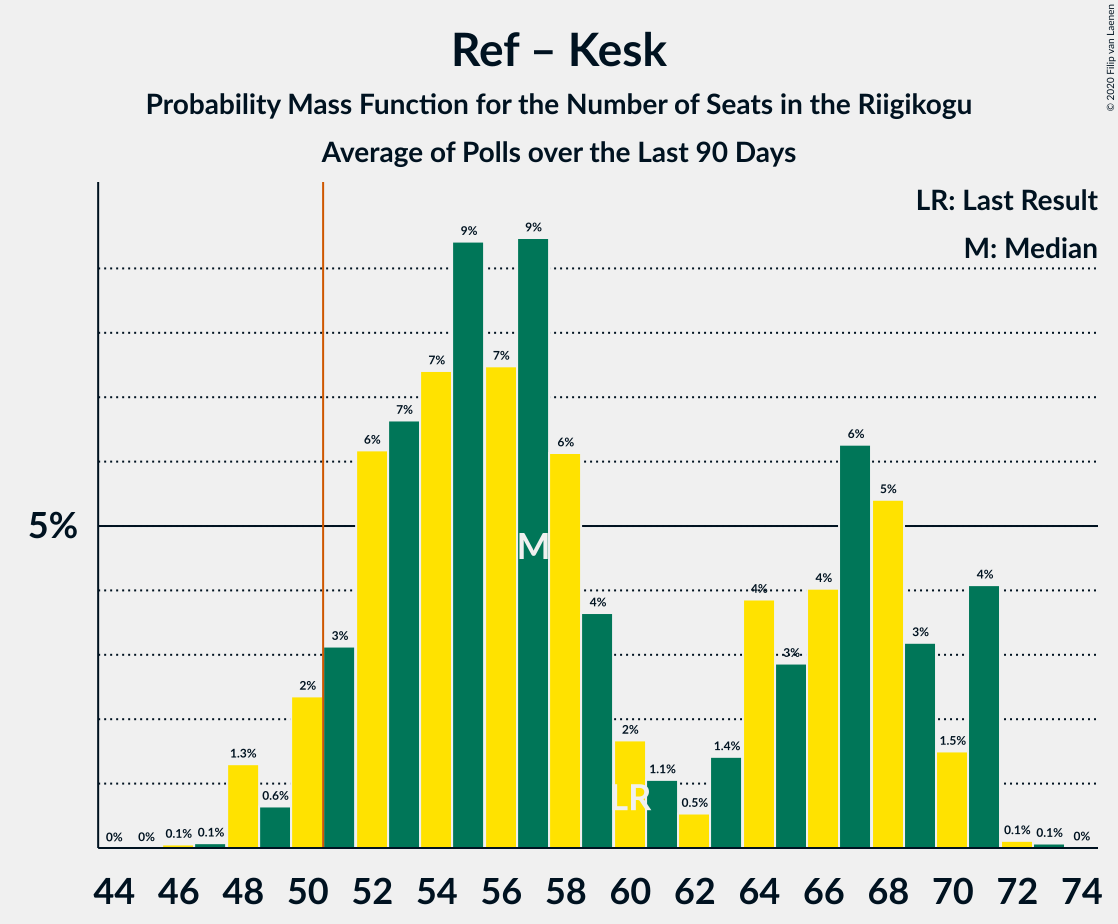 Ref – Kesk
Probability Mass Function for the Number of Seats in the Riigikogu
Average of Polls over the Last 90 Days
© 2020 Filip van Laenen
LR: Last Result
M: Median
5%
0% 0% 0.1% 0.1% 1.3% 0.6% 2% 3% 6% 7% 7% 9% 7% 9% 6% 4% 2% 1.1% 0.5% 1.4% 4% 3% 4% 6% 5% 3% 1.5% 4% 0.1% 0.1% 0%
M
LR
44 46 48 50 52 54 56 58 60 62 64 66 68 70 72 74